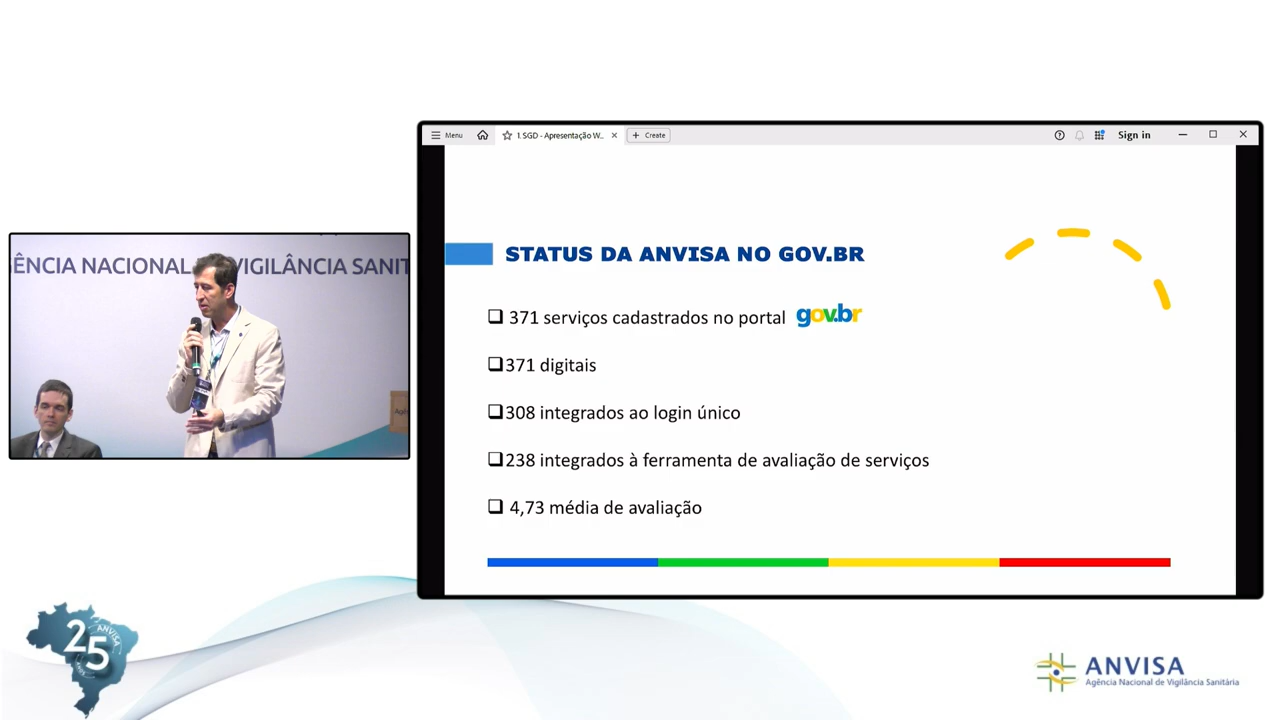 Menu
1. SGD - Apresentação W...
Create
Sign in
ÊNCIA NACIONAL VIGILÂNCIA SANIT
STATUS DA ANVISA NO GOV.BR
371 serviços cadastrados no portal gov.br
371 digitais
308 integrados ao login único
238 integrados à ferramenta de avaliação de serviços
4,73 média de avaliação
25
ANVISA
ANVISA
Agência Nacional de Vigilância Sanitária